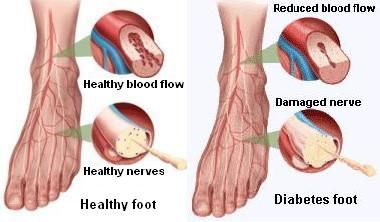 Healthy blood flow
Healthy nerves
Healthy foot
Reduced blood flow
Damaged nerve
Diabetes foot